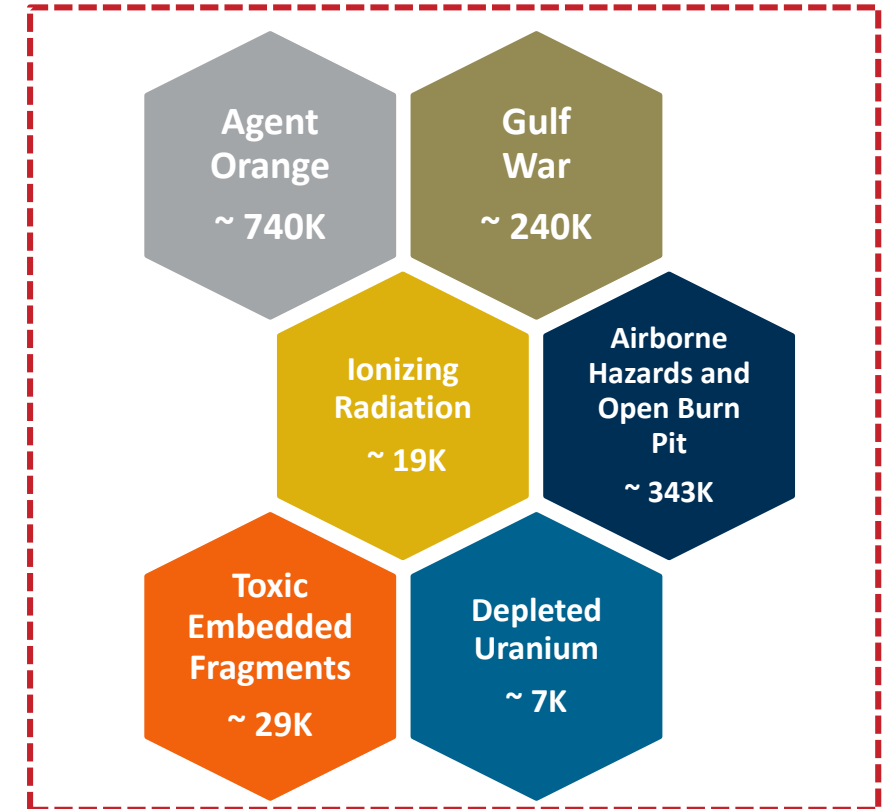 Agent
Orange
~ 740K
Gulf
War
~ 240K
Ionizing
Radiation
~ 19K
Airborne
Hazards and
Open Burn
Pit
~ 343K
Toxic
Embedded
Fragments
~ 29K
Depleted
Uranium
~ 7K